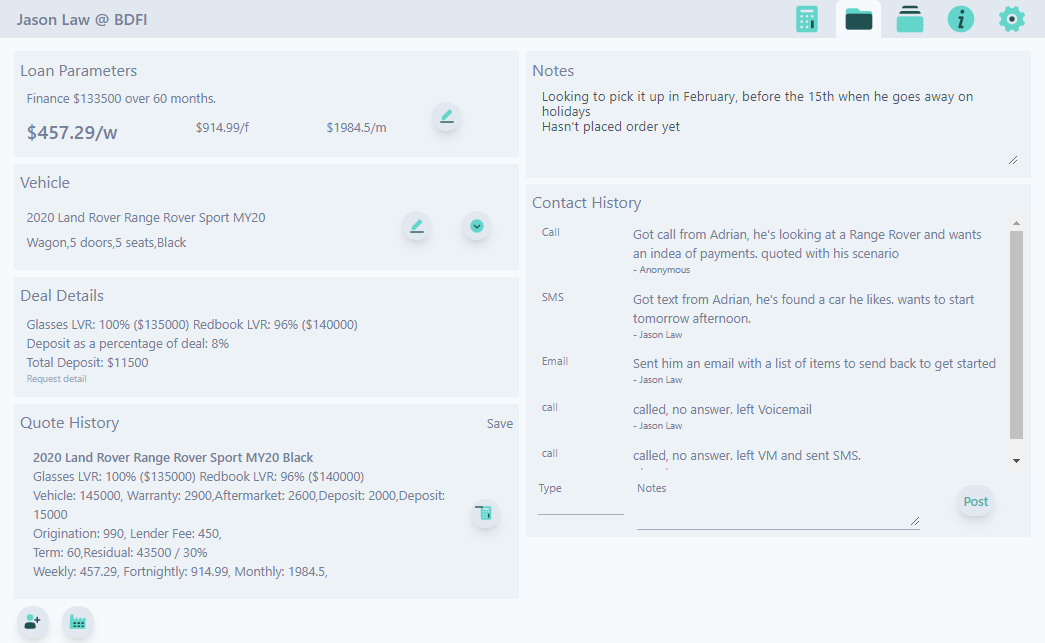 Jason Law @ BDFI
Loan Parameters
Finance $133500 over 60 months.
$457.29/w
$914.99/f
$1984.5/m
Vehicle
2020 Land Rover Range Rover Sport MY20
Wagon,5 doors,5 seats,Black
Deal Details
Glasses LVR: 100% ($135000) Redbook LVR: 96% ($140000)
Deposit as a percentage of deal: 8%
Total Deposit: $11500
Request detail
Quote History
Save
2020 Land Rover Range Rover Sport MY20 Black
Glasses LVR: 100% ($135000) Redbook LVR: 96% ($140000)
Vehicle: 145000, Warranty: 2900,Aftermarket: 2600,Deposit: 2000,Deposit:
15000
Origination: 990, Lender Fee: 450,
Term: 60,Residual: 43500 / 30%
Weekly: 457.29, Fortnightly: 914.99, Monthly: 1984.5,
Notes
Looking to pick it up in February, before the 15th when he goes away on
holidays
Hasn't placed order yet
Contact History
Call
Got call from Adrian, he's looking at a Range Rover and wants
an indea of payments. quoted with his scenario
- Anonymous
SMS
Got text from Adrian, he's found a car he likes. wants to start
tomorrow afternoon.
- Jason Law
Email
Sent him an email with a list of items to send back to get started
- Jason Law
call
called, no answer. left Voicemail
- Jason Law
call
called, no answer. left VM and sent SMS.
Type
Notes
Post